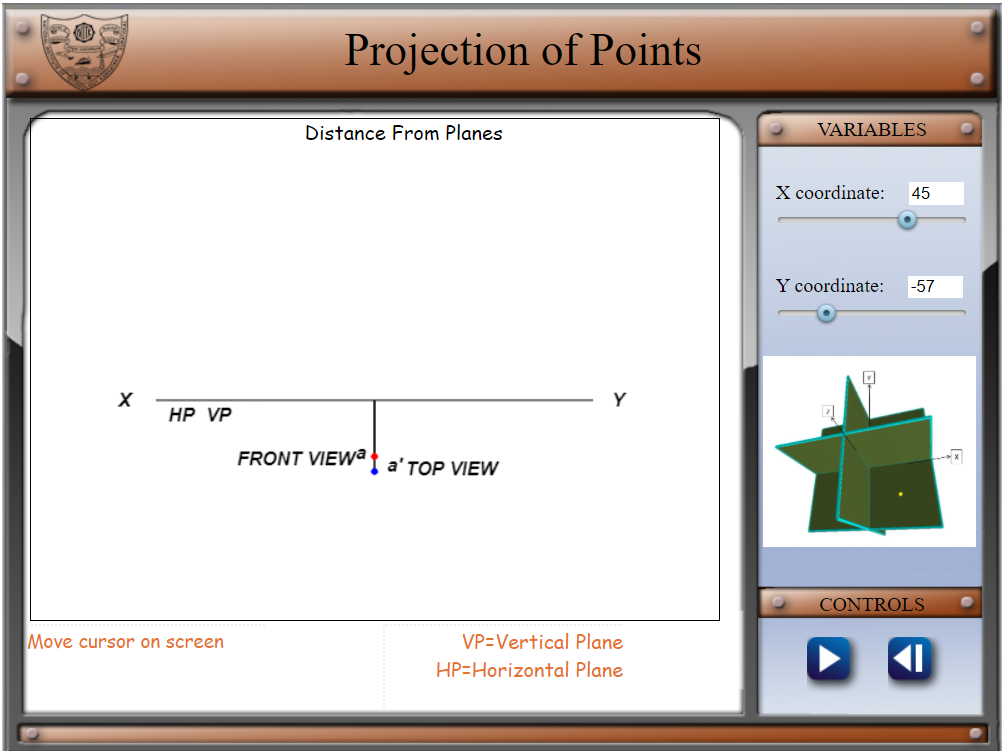 Projection of Points
Distance From Planes
VARIABLES
X coordinate: 45
Y coordinate: -57
X
Y
HP VP
FRONT VIEW a
a' TOP VIEW
Y
Z
X
Move cursor on screen
VP=Vertical Plane
HP=Horizontal Plane
CONTROLS